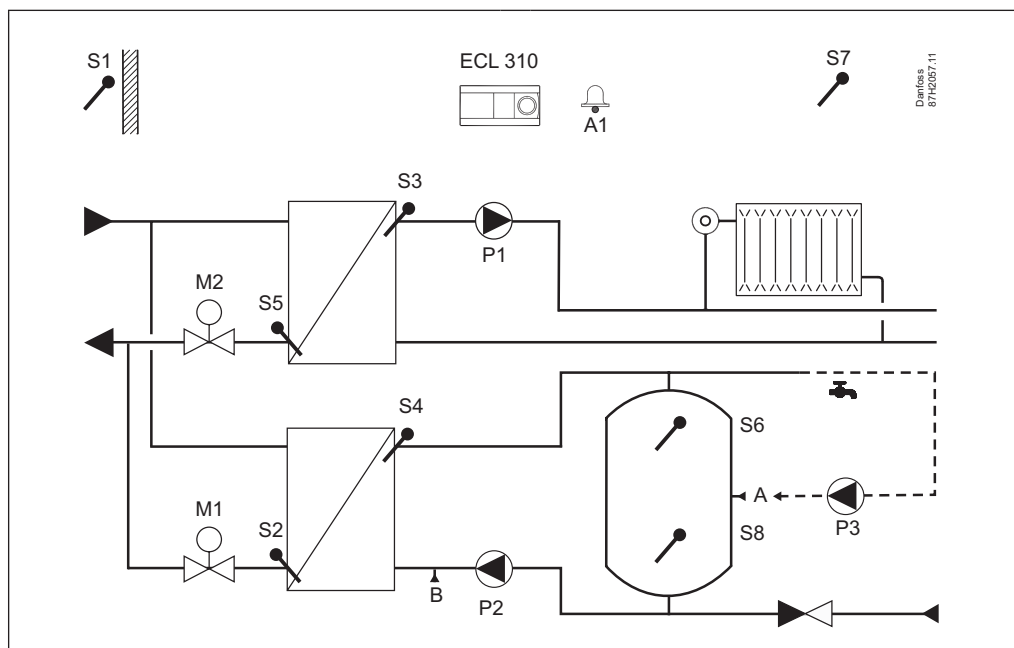 S1
ECL 310
S7
Danfoss
87H2057.11
A1
S3
P1
M2
S5
S4
S6
A
P3
M1
S2
S8
B
P2